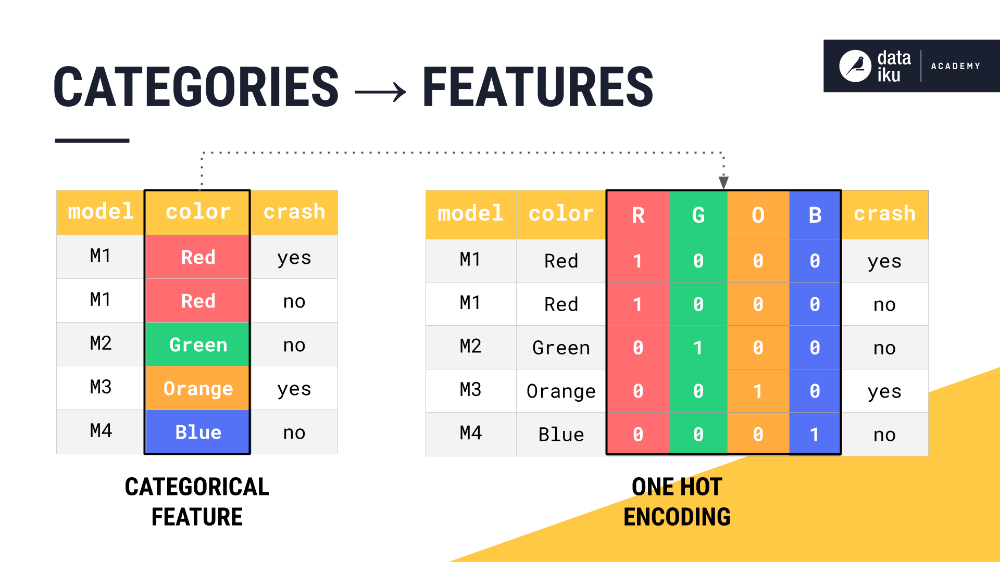 CATEGORIES → FEATURES
data
iku
ACADEMY
model color crash
M1 Red yes
M1 Red no
M2 Green no
M3 Orange yes
M4 Blue no
CATEGORICAL
FEATURE
model color R G O B crash
M1 Red 1 0 0 0 yes
M1 Red 1 0 0 0 no
M2 Green 0 1 0 0 no
M3 Orange 0 0 1 0 yes
M4 Blue 0 0 0 1 no
ONE HOT
ENCODING